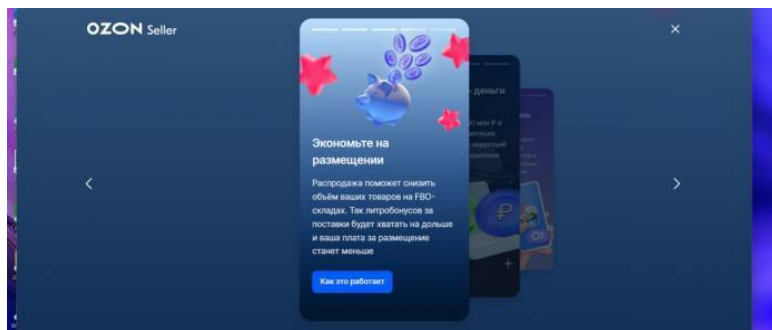 OZON Seller
Экономьте на
размещении
Распродажа поможет снизить
объём ваших товаров на FBO-
складах. Так литробонусов за
поставки будет хватать на дольше
и ваша плата за размещение
станет меньше
Как это работает
деньги